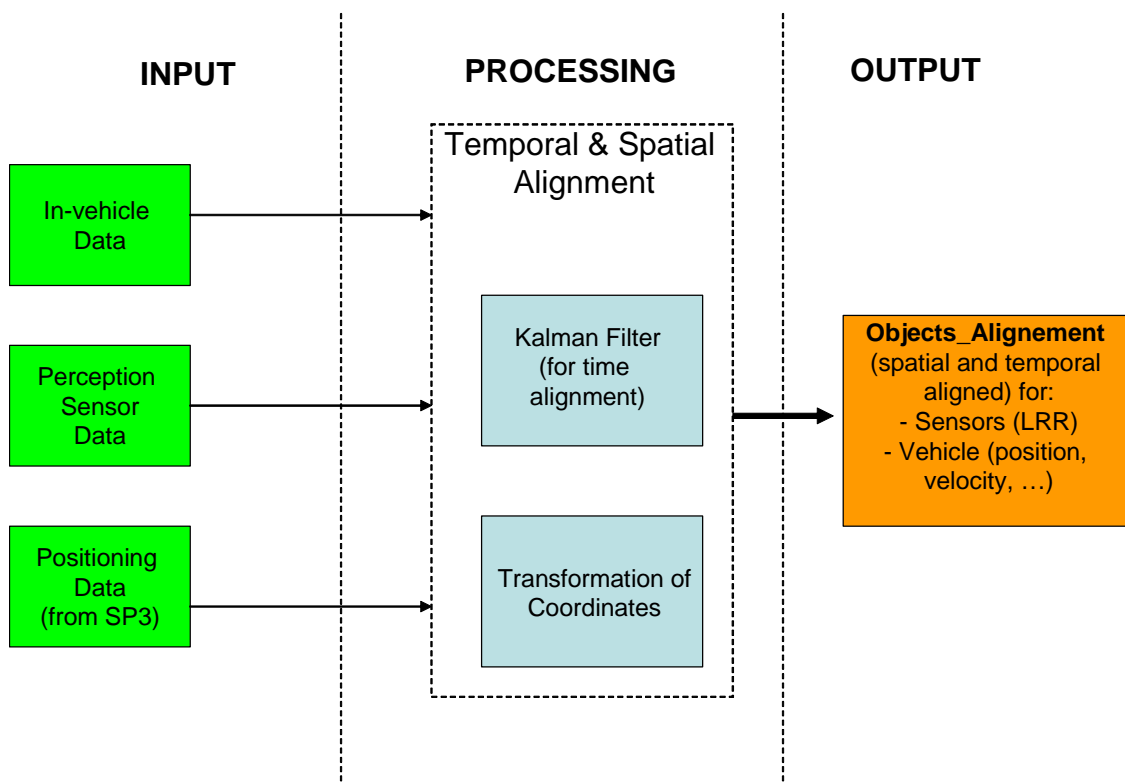 INPUT
PROCESSING
OUTPUT
Temporal & Spatial
Alignment
In-vehicle
Data
Perception
Sensor
Data
Positioning
Data
(from SP3)
Kalman Filter
(for time
alignment)
Transformation of
Coordinates
Objects_Alignement
(spatial and temporal
aligned) for:
- Sensors (LRR)
- Vehicle (position,
velocity, …)